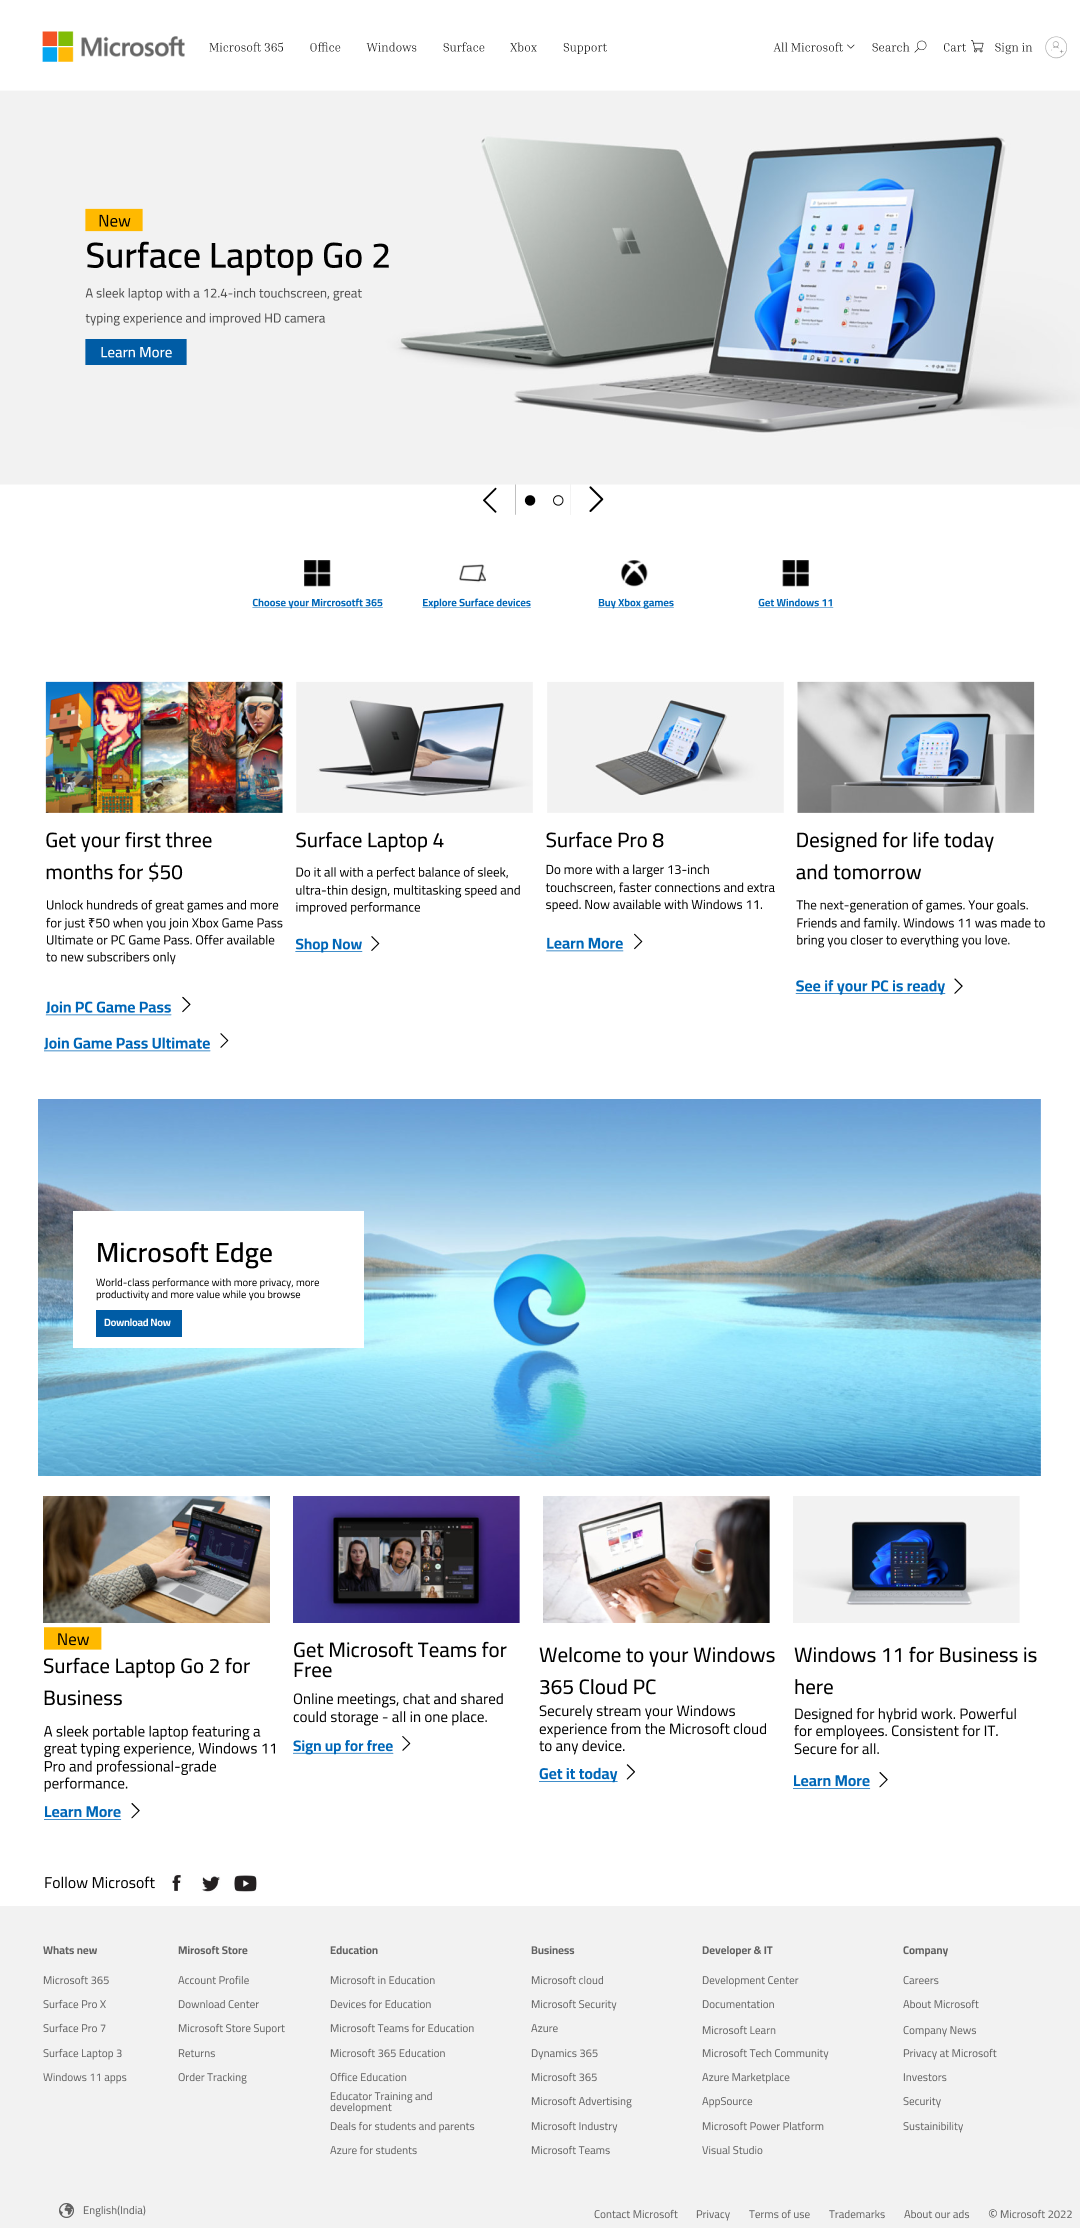 Microsoft
Microsoft 365
Office
Windows
Surface
Xbox
Support
All Microsoft
Search
Cart
Sign in
New
Surface Laptop Go 2
A sleek laptop with a 12.4-inch touchscreen, great
typing experience and improved HD camera
Learn More
Choose your Mircrosotft 365
Explore Surface devices
Buy Xbox games
Get Windows 11
Get your first three
months for $50
Unlock hundreds of great games and more
for just ₹50 when you join Xbox Game Pass
Ultimate or PC Game Pass. Offer available
to new subscribers only
Join PC Game Pass
Join Game Pass Ultimate
Surface Laptop 4
Do it all with a perfect balance of sleek,
ultra-thin design, multitasking speed and
improved performance
Shop Now
Surface Pro 8
Do more with a larger 13-inch
touchscreen, faster connections and extra
speed. Now available with Windows 11.
Learn More
Designed for life today
and tomorrow
The next-generation of games. Your goals.
Friends and family. Windows 11 was made to
bring you closer to everything you love.
See if your PC is ready
Microsoft Edge
World-class performance with more privacy, more
productivity and more value while you browse
Download Now
New
Surface Laptop Go 2 for
Business
A sleek portable laptop featuring a
great typing experience, Windows 11
Pro and professional-grade
performance.
Learn More
Get Microsoft Teams for
Free
Online meetings, chat and shared
could storage - all in one place.
Sign up for free
Welcome to your Windows
365 Cloud PC
Securely stream your Windows
experience from the Microsoft cloud
to any device.
Get it today
Windows 11 for Business is
here
Designed for hybrid work. Powerful
for employees. Consistent for IT.
Secure for all.
Learn More
Follow Microsoft
Whats new
Microsoft 365
Surface Pro X
Surface Pro 7
Surface Laptop 3
Windows 11 apps
Mirosoft Store
Account Profile
Download Center
Microsoft Store Suport
Returns
Order Tracking
Education
Microsoft in Education
Devices for Education
Microsoft Teams for Education
Microsoft 365 Education
Office Education
Educator Training and
development
Deals for students and parents
Azure for students
Business
Microsoft cloud
Microsoft Security
Azure
Dynamics 365
Microsoft 365
Microsoft Advertising
Microsoft Industry
Microsoft Teams
Developer & IT
Development Center
Documentation
Microsoft Learn
Microsoft Tech Community
Azure Marketplace
AppSource
Microsoft Power Platform
Visual Studio
Company
Careers
About Microsoft
Company News
Privacy at Microsoft
Investors
Security
Sustainibility
English(India)
Contact Microsoft
Privacy
Terms of use
Trademarks
About our ads
© Microsoft 2022